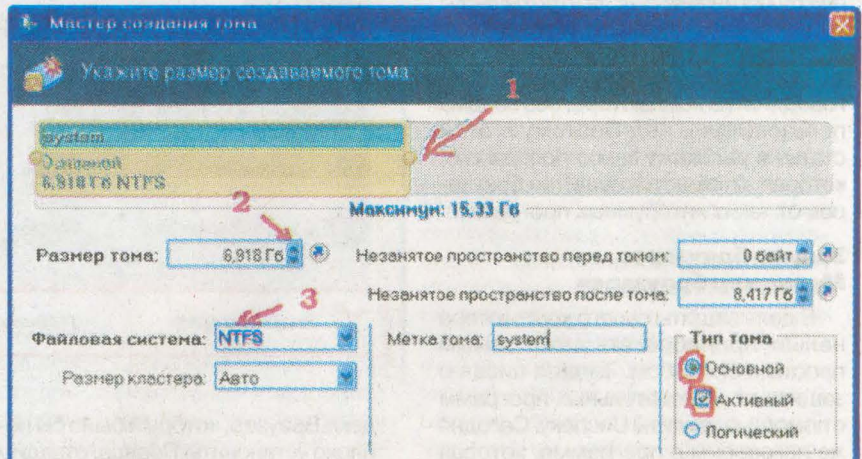 Мастер создания тома
Укажите размер создаваемого тома
1
system
Основной
6,918 Гб NTFS
2
Максимум: 15,33 Гб
Размер тома: 6,918 Гб
Незанятое пространство перед томом: 0 байт
3
Незанятое пространство после тома: 8,417 Гб
Файловая система: NTFS
Метка тома: system
Тип тома
Размер кластера: Авто
Основной
Активный
Логический